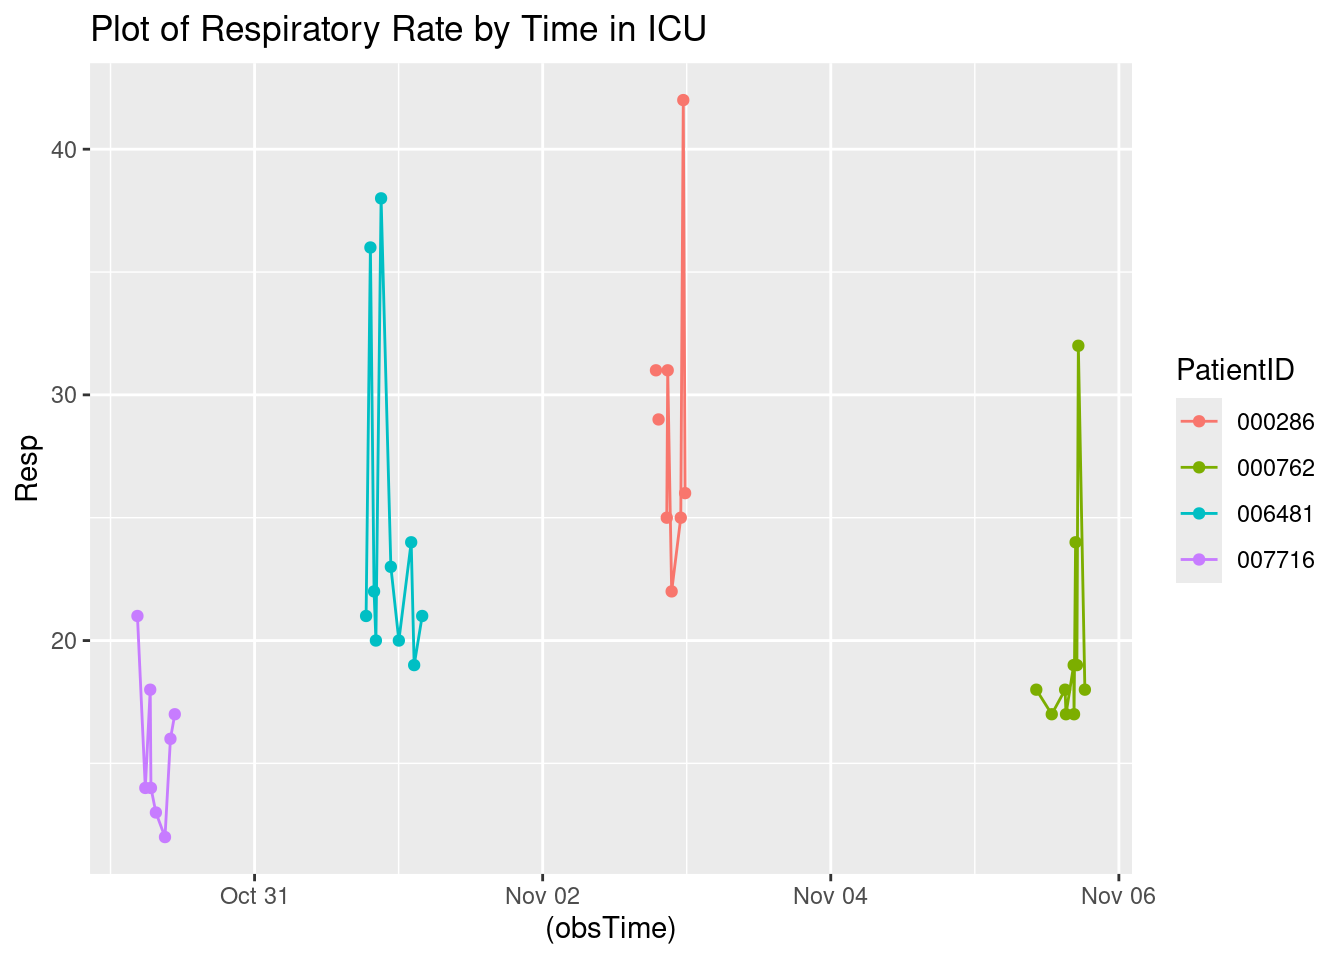 Plot of Respiratory Rate by Time in ICU
40
30
20
Resp
Oct 31
Nov 02
Nov 04
Nov 06
(obsTime)
PatientID
000286
000762
006481
007716